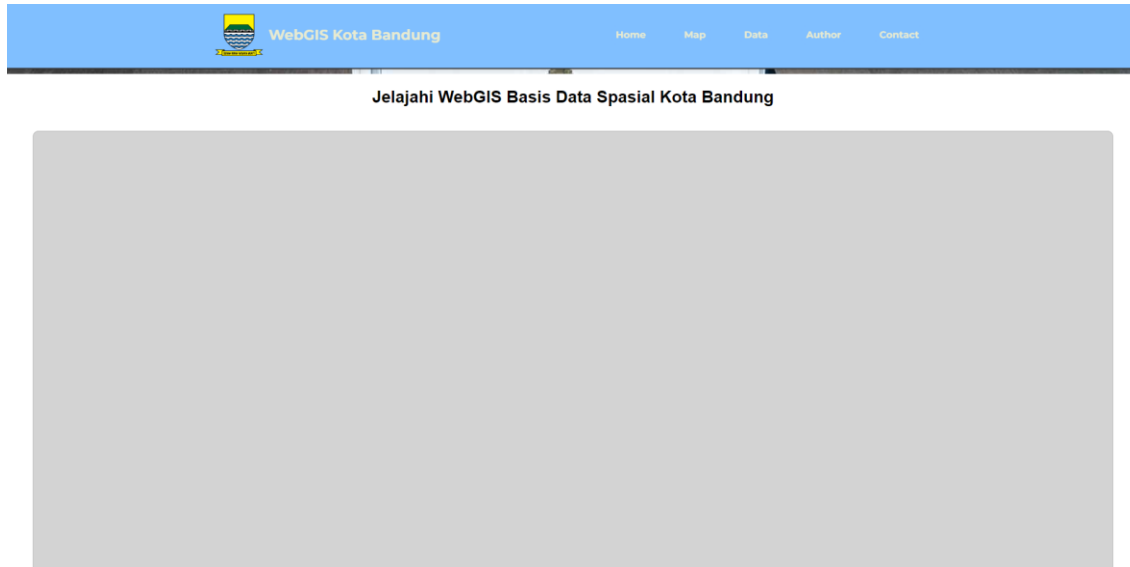 WebGIS Kota Bandung
Home Map Data Author Contact
Jelajahi WebGIS Basis Data Spasial Kota Bandung